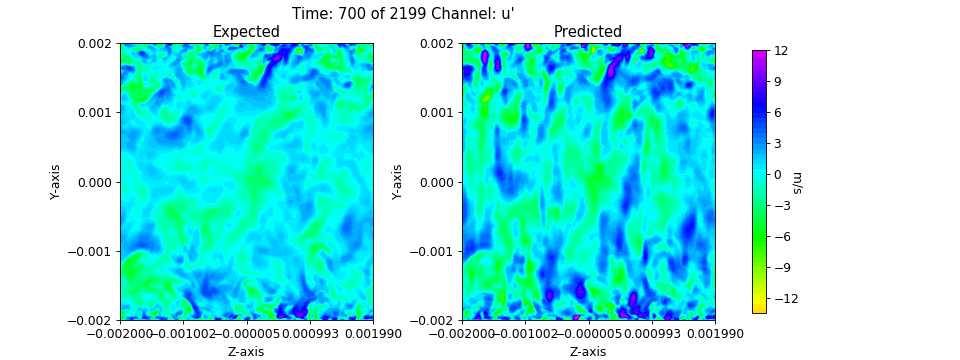 Time: 700 of 2199 Channel: u'
Expected
Predicted
0.002
0.001
0.000
−0.001
−0.002
Y-axis
−0.002000 −0.001002 −0.000005 0.000993 0.001990
Z-axis
0.002
0.001
0.000
−0.001
−0.002
Y-axis
−0.002000 −0.001002 −0.000005 0.000993 0.001990
Z-axis
12
9
6
3
0
−3
−6
−9
−12
m/s